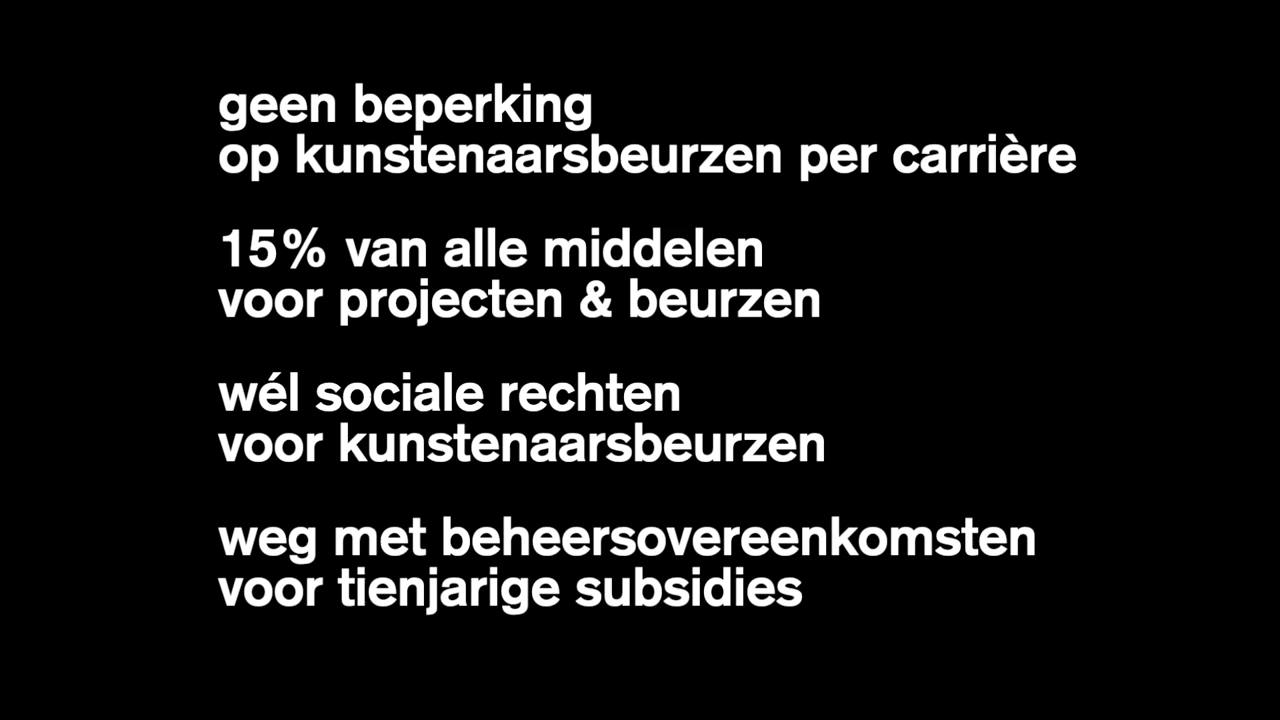 geen beperking
op kunstenaarsbeurzen per carrière
15% van alle middelen
voor projecten & beurzen
wél sociale rechten
voor kunstenaarsbeurzen
weg met beheersovereenkomsten
voor tienjarige subsidies